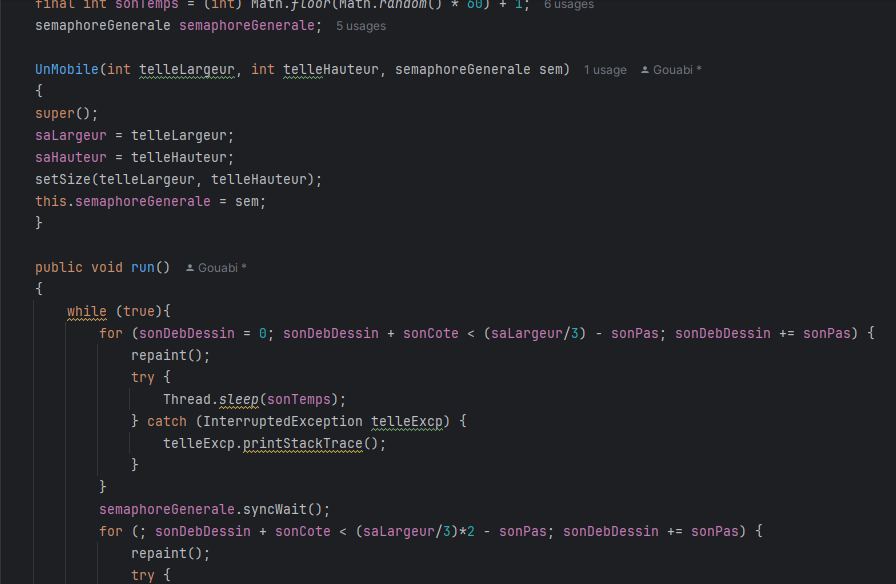 final int sonTemps = (int) Math.floor(Math.random() * 60) + 1; 6 usages
semaphoreGenerale semaphoreGenerale; 5 usages
UnMobile(int telleLargeur, int telleHauteur, semaphoreGenerale sem) 1 usage Gouabi *
{
super();
saLargeur = telleLargeur;
saHauteur = telleHauteur;
setSize(telleLargeur, telleHauteur);
this.semaphoreGenerale = sem;
}
public void run() Gouabi *
{
while (true){
for (sonDebDessin = 0; sonDebDessin + sonCote < (saLargeur/3) - sonPas; sonDebDessin += sonPas) {
repaint();
try {
Thread.sleep(sonTemps);
} catch (InterruptedException telleExcp) {
telleExcp.printStackTrace();
}
}
semaphoreGenerale.syncWait();
for (; sonDebDessin + sonCote < (saLargeur/3)*2 - sonPas; sonDebDessin += sonPas) {
repaint();
try {